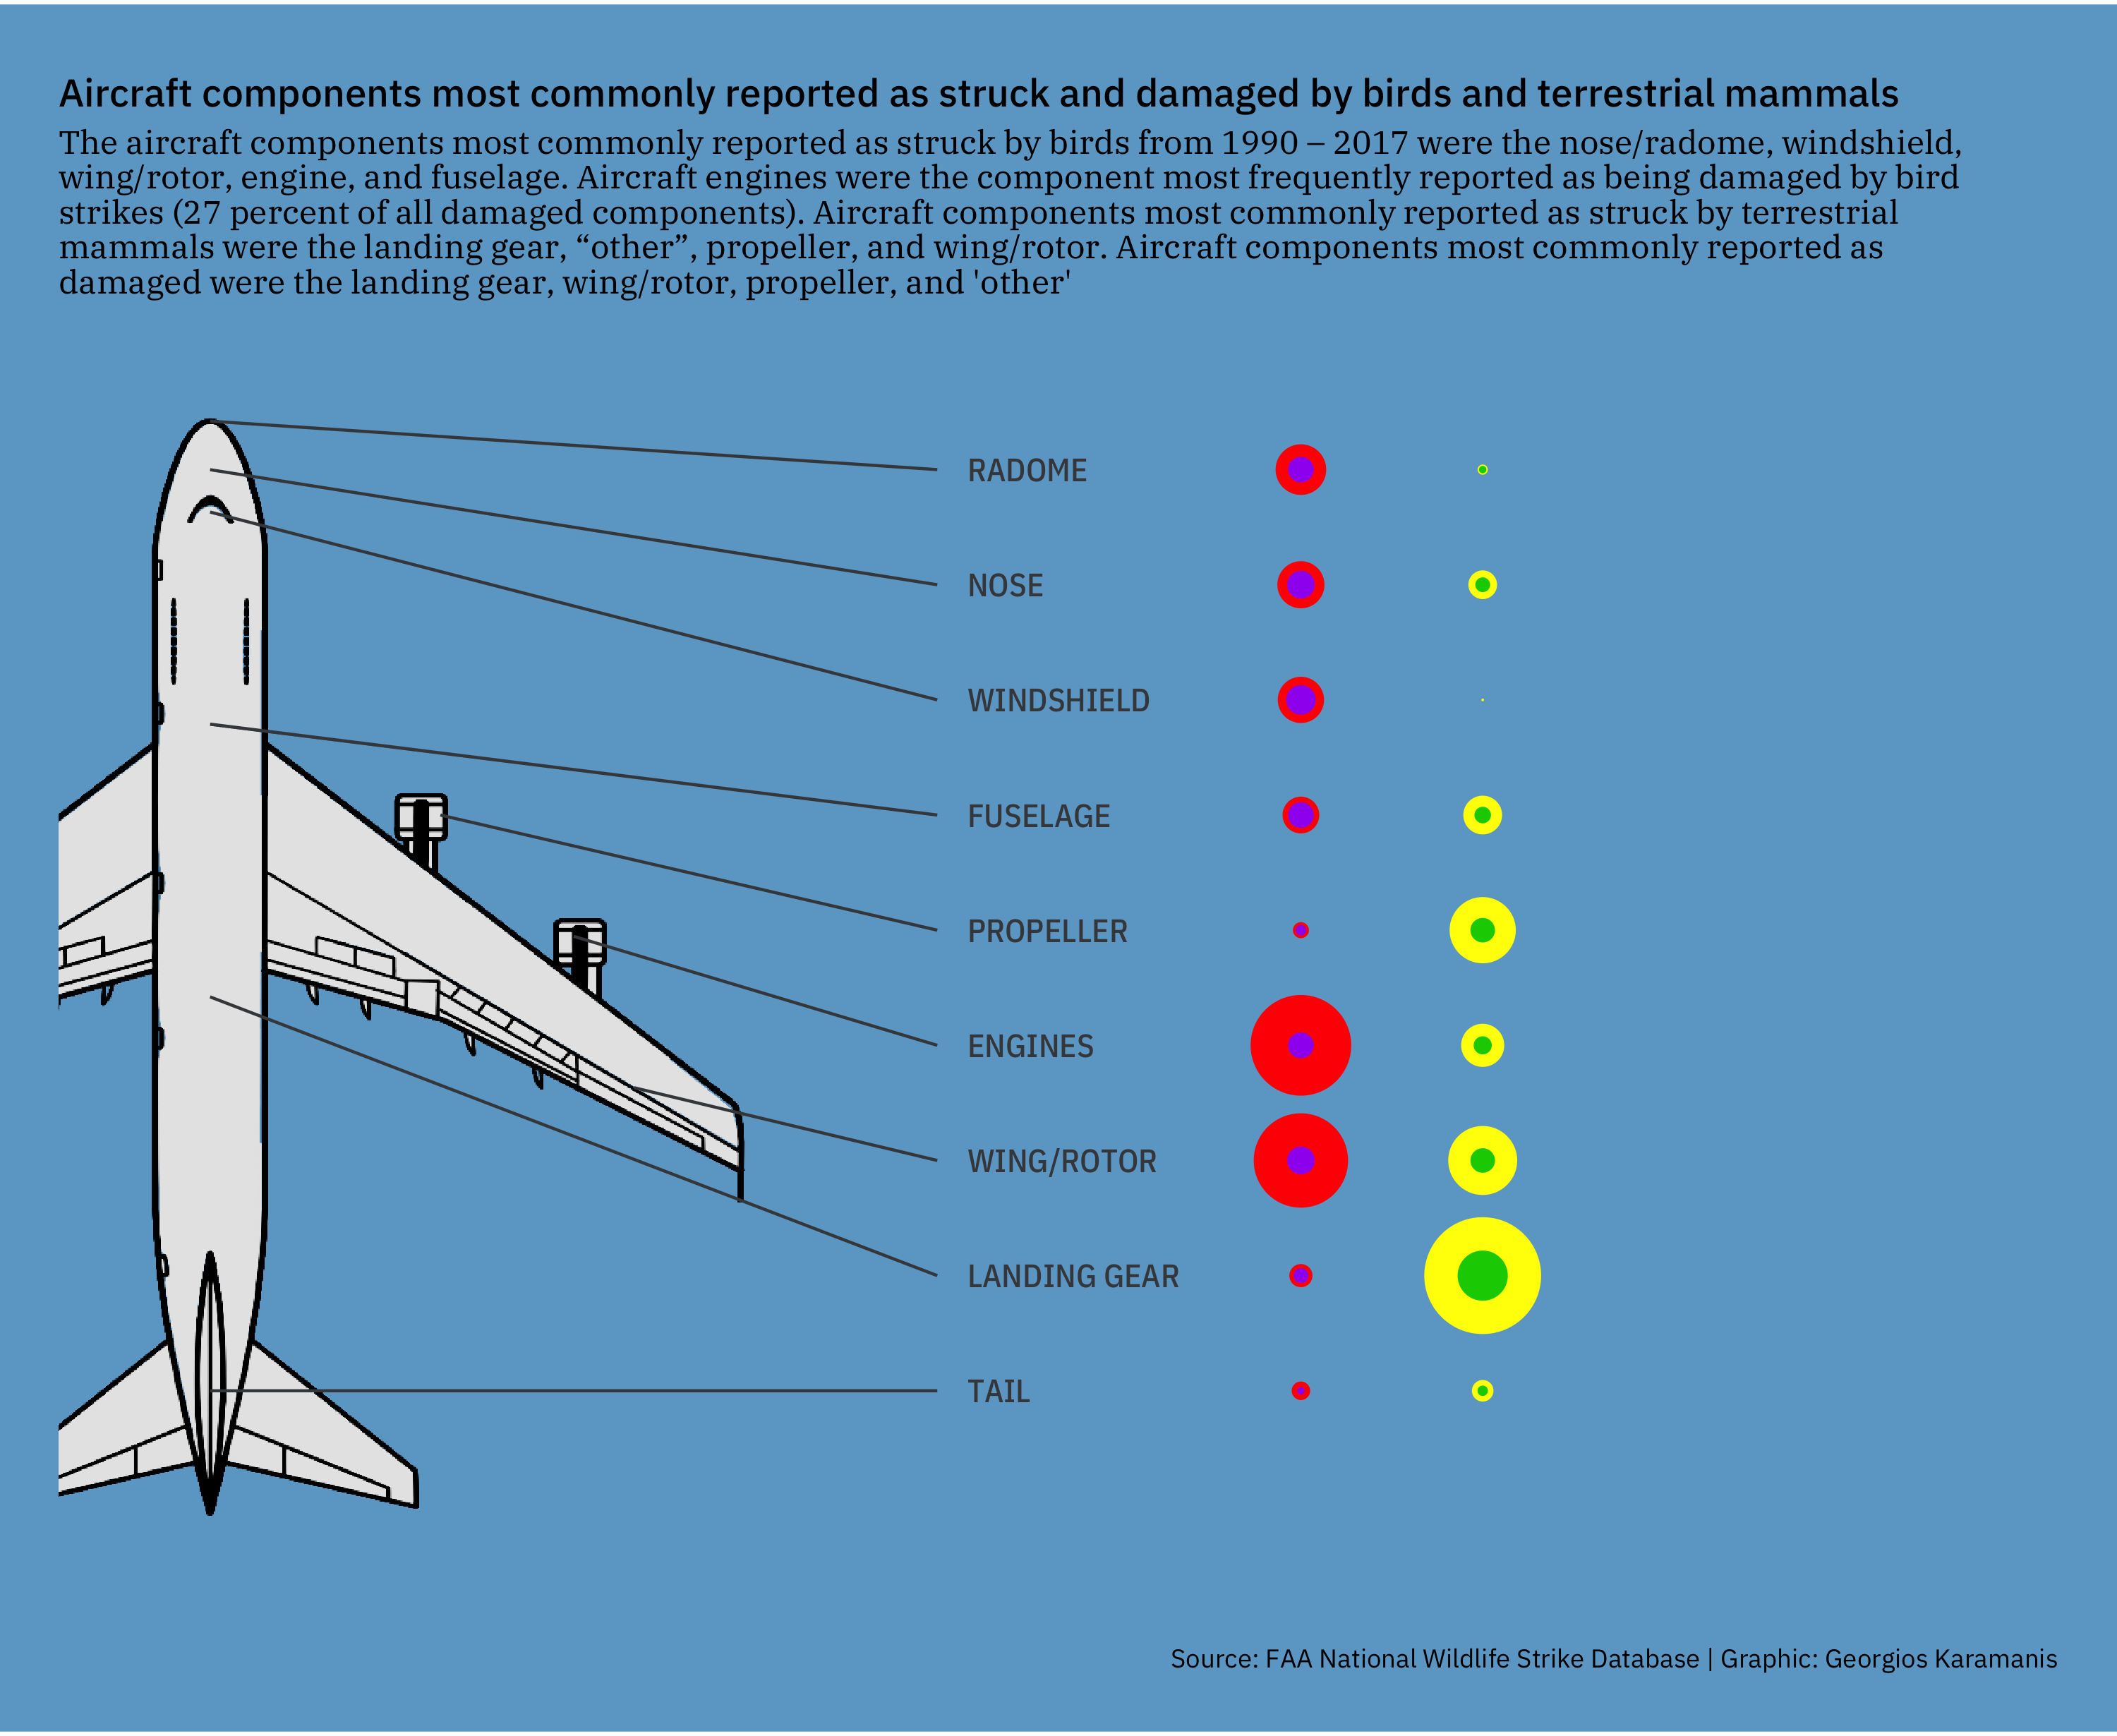 Aircraft components most commonly reported as struck and damaged by birds and terrestrial mammals
The aircraft components most commonly reported as struck by birds from 1990 – 2017 were the nose/radome, windshield,
wing/rotor, engine, and fuselage. Aircraft engines were the component most frequently reported as being damaged by bird
strikes (27 percent of all damaged components). Aircraft components most commonly reported as struck by terrestrial
mammals were the landing gear, “other”, propeller, and wing/rotor. Aircraft components most commonly reported as
damaged were the landing gear, wing/rotor, propeller, and 'other'
RADOME
NOSE
WINDSHIELD
FUSELAGE
PROPELLER
ENGINES
WING/ROTOR
LANDING GEAR
TAIL
Source: FAA National Wildlife Strike Database | Graphic: Georgios Karamanis